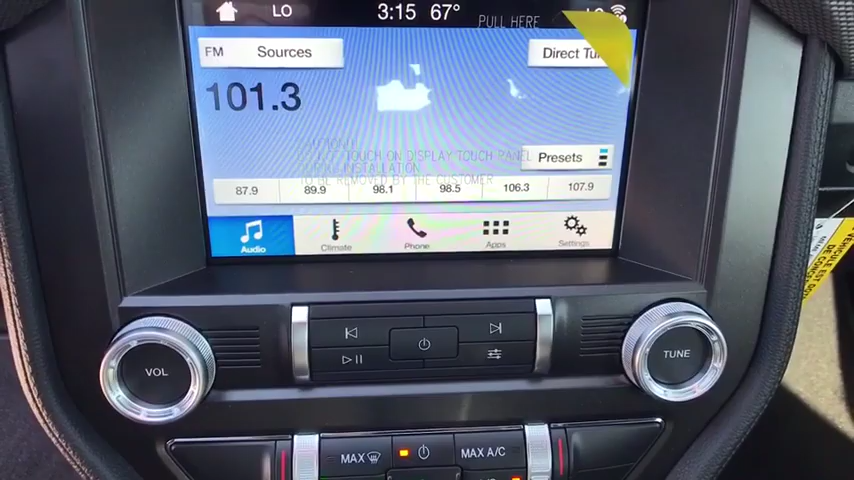 LO 3:15 67° LO
PULL HERE
FM Sources Direct Tune
101.3
TOUCH ON DISPLAY TOUCH PANEL
INSTALLATION
TO BE REMOVED BY THE CUSTOMER
Presets
87.9 89.9 98.1 98.5 106.3 107.9
Audio Climate Phone Apps Settings
VOL
TUNE
MAX MAX A/C